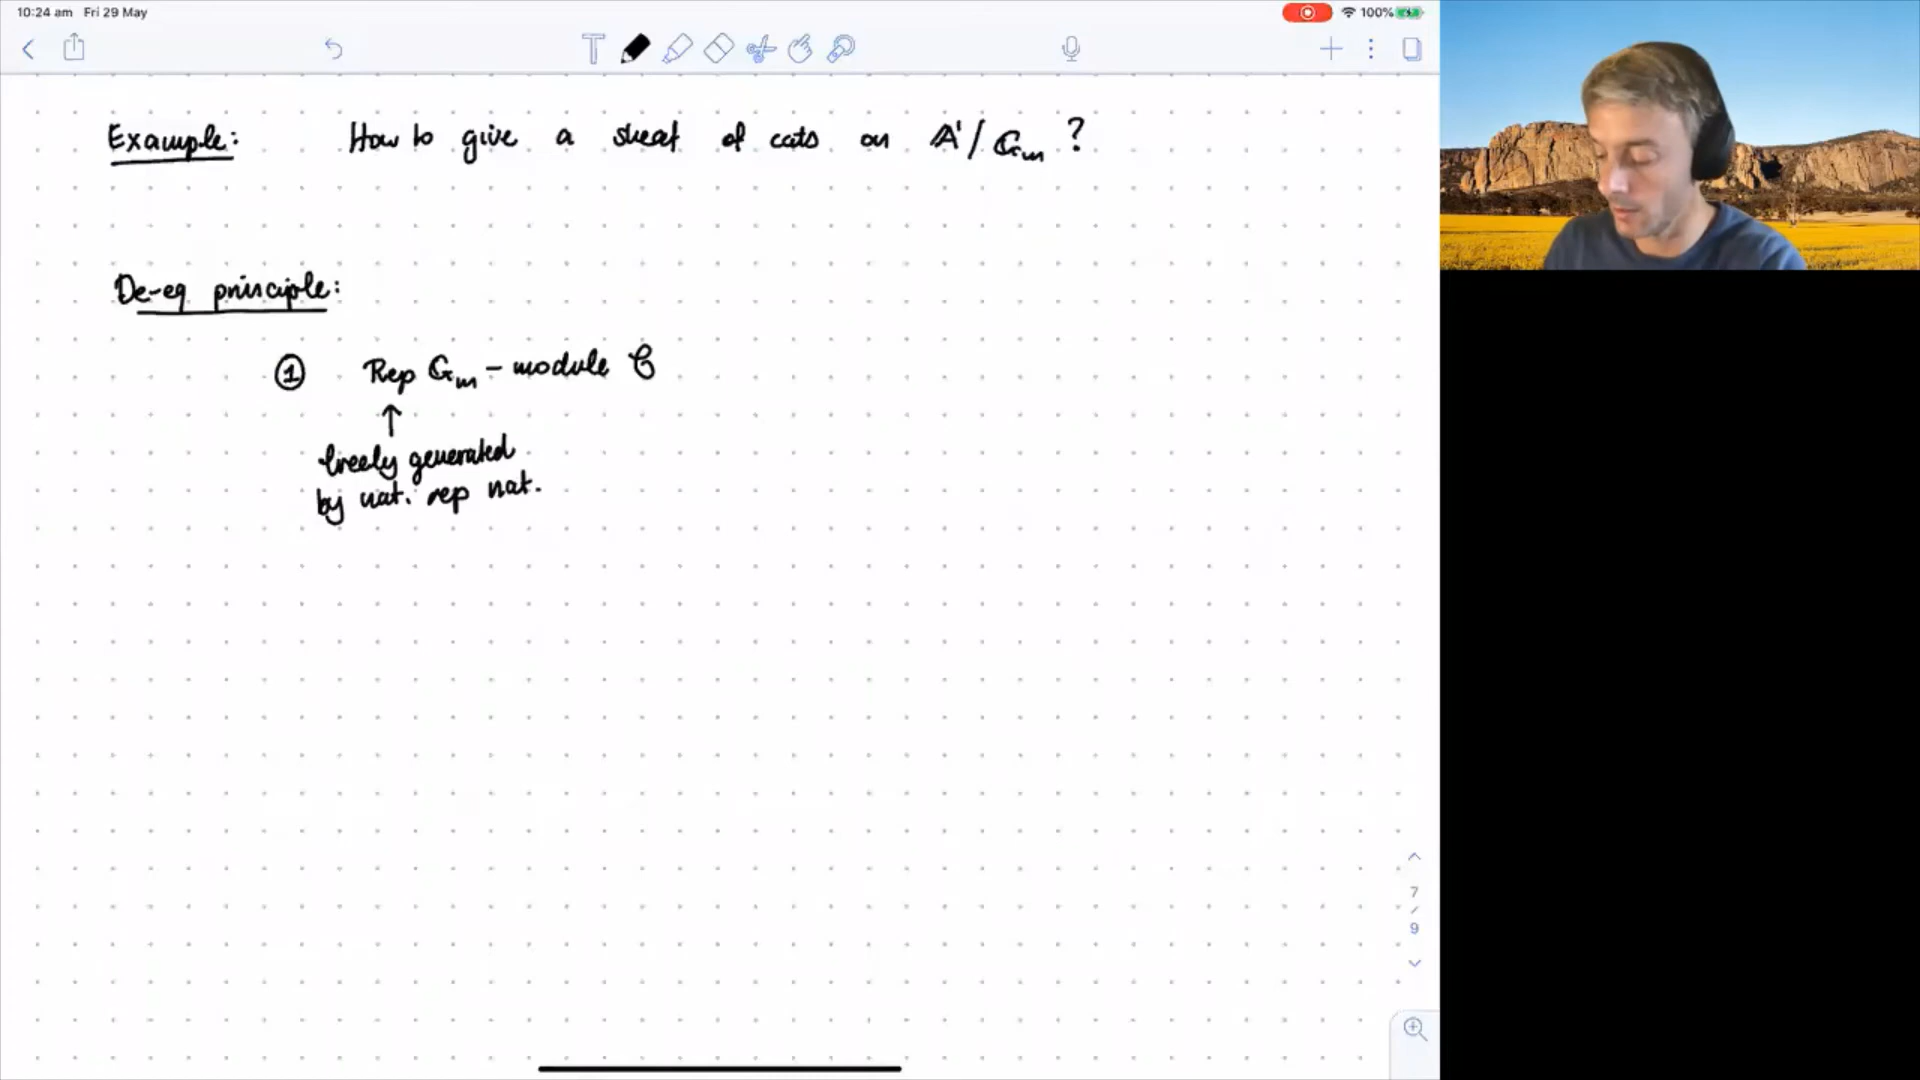 10:24 am Fri 29 May
100%
Example: How to give a sheaf of cats on 𝔸¹/𝔾ₘ ?
De-eq principle:
① Rep 𝔾ₘ - module 𝒞
↑
freely generated
by nat. rep nat.
7
/
9